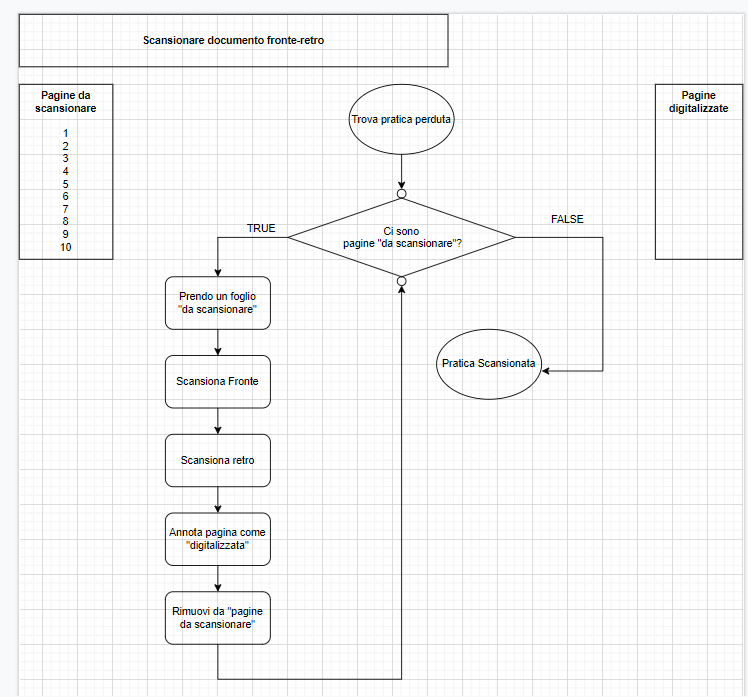 Scansionare documento fronte-retro
Pagine da
scansionare
1
2
3
4
5
6
7
8
9
10
Trova pratica perduta
Pagine
digitalizzate
Ci sono
pagine "da scansionare"?
TRUE
FALSE
Prendo un foglio
"da scansionare"
Scansiona Fronte
Pratica Scansionata
Scansiona retro
Annota pagina come
"digitalizzata"
Rimuovi da "pagine
da scansionare"